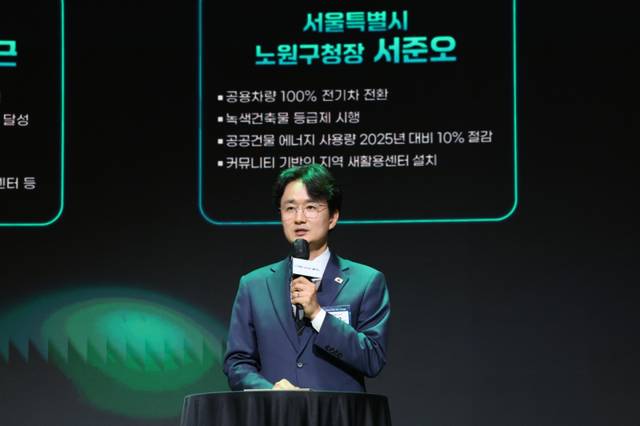 근
달성
센터 등
서울특별시
노원구청장 서준오
▪ 공용차량 100% 전기차 전환
▪ 녹색건축물 등급제 시행
▪ 공공건물 에너지 사용량 2025년 대비 10% 절감
▪ 커뮤니티 기반의 지역 새활용센터 설치